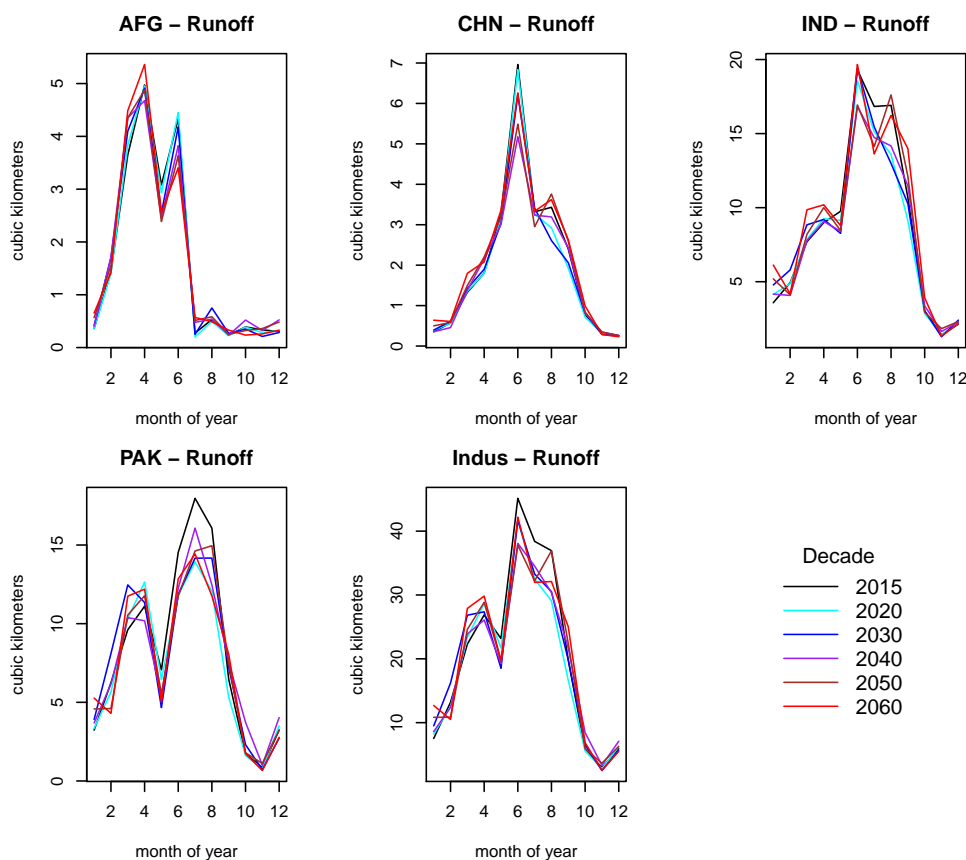 AFG − Runoff
cubic kilometers
0 1 2 3 4 5
2 4 6 8 10 12
month of year
CHN − Runoff
cubic kilometers
0 1 2 3 4 5 6 7
2 4 6 8 10 12
month of year
IND − Runoff
cubic kilometers
5 10 15 20
2 4 6 8 10 12
month of year
PAK − Runoff
cubic kilometers
0 5 10 15
2 4 6 8 10 12
month of year
Indus − Runoff
cubic kilometers
10 20 30 40
2 4 6 8 10 12
month of year
Decade
2015
2020
2030
2040
2050
2060